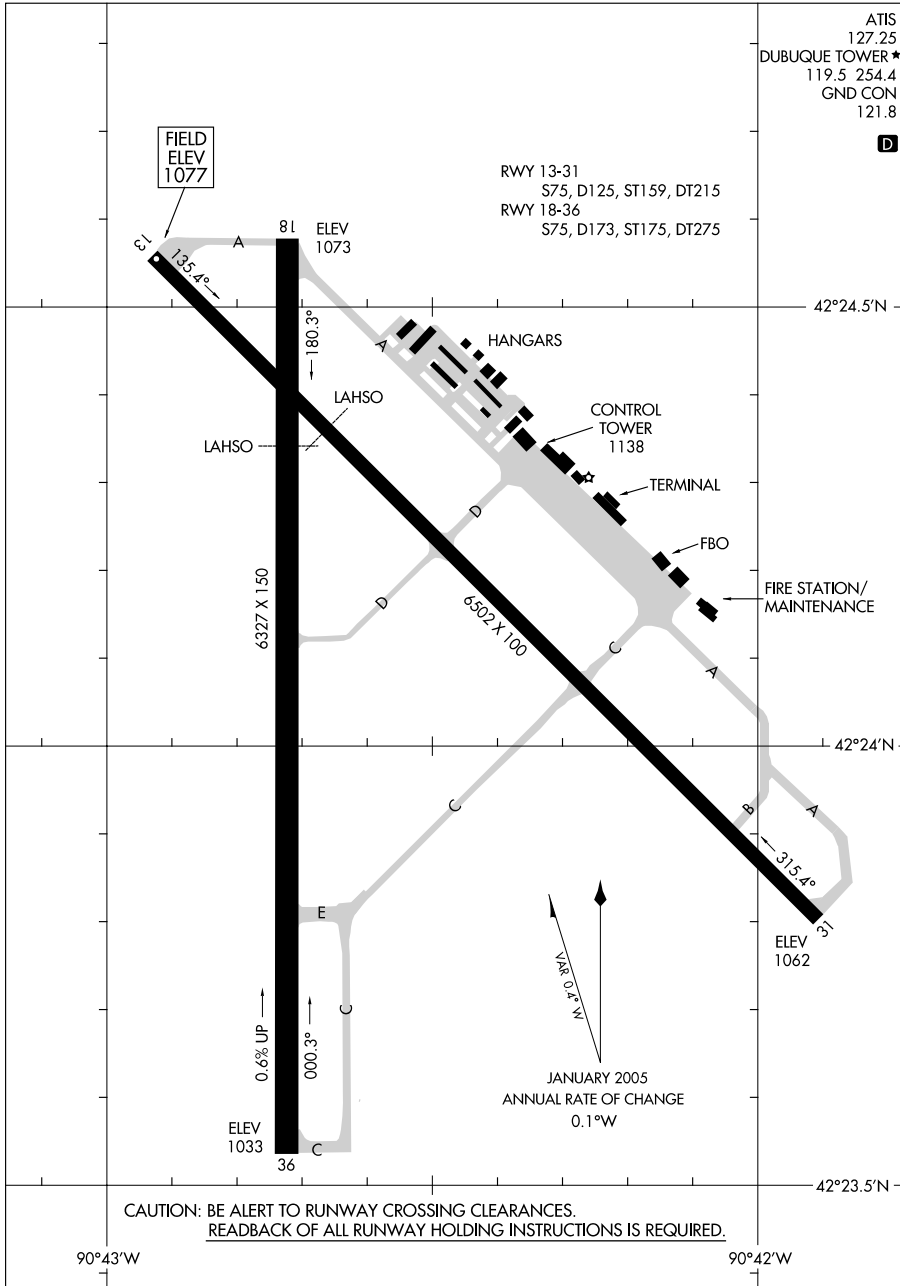 ATIS
127.25
DUBUQUE TOWER ★
119.5 254.4
GND CON
121.8
D
FIELD
ELEV
1077
RWY 13-31
S75, D125, ST159, DT215
RWY 18-36
S75, D173, ST175, DT275
18
ELEV
1073
A
13
135.4°
42°24.5'N
180.3°
A
HANGARS
LAHSO
LAHSO
CONTROL
TOWER
1138
TERMINAL
D
FBO
FIRE STATION/
MAINTENANCE
D
6327 X 150
6502 X 100
C
A
42°24'N
C
B
A
315.4°
E
31
ELEV
1062
VAR 0.4° W
C
0.6% UP
000.3°
JANUARY 2005
ANNUAL RATE OF CHANGE
0.1°W
ELEV
1033
C
36
42°23.5'N
CAUTION: BE ALERT TO RUNWAY CROSSING CLEARANCES.
READBACK OF ALL RUNWAY HOLDING INSTRUCTIONS IS REQUIRED.
90°43'W
90°42'W